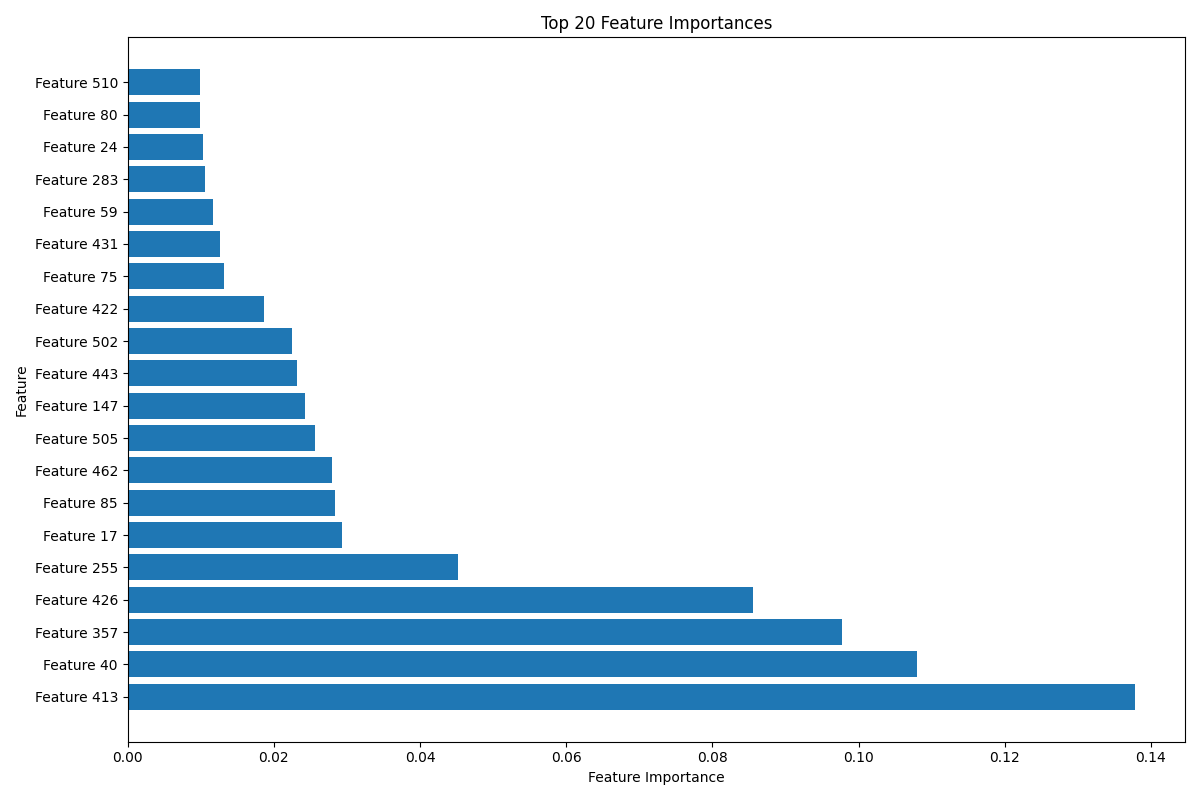 Top 20 Feature Importances
Feature
Feature 510
Feature 80
Feature 24
Feature 283
Feature 59
Feature 431
Feature 75
Feature 422
Feature 502
Feature 443
Feature 147
Feature 505
Feature 462
Feature 85
Feature 17
Feature 255
Feature 426
Feature 357
Feature 40
Feature 413
0.00 0.02 0.04 0.06 0.08 0.10 0.12 0.14
Feature Importance